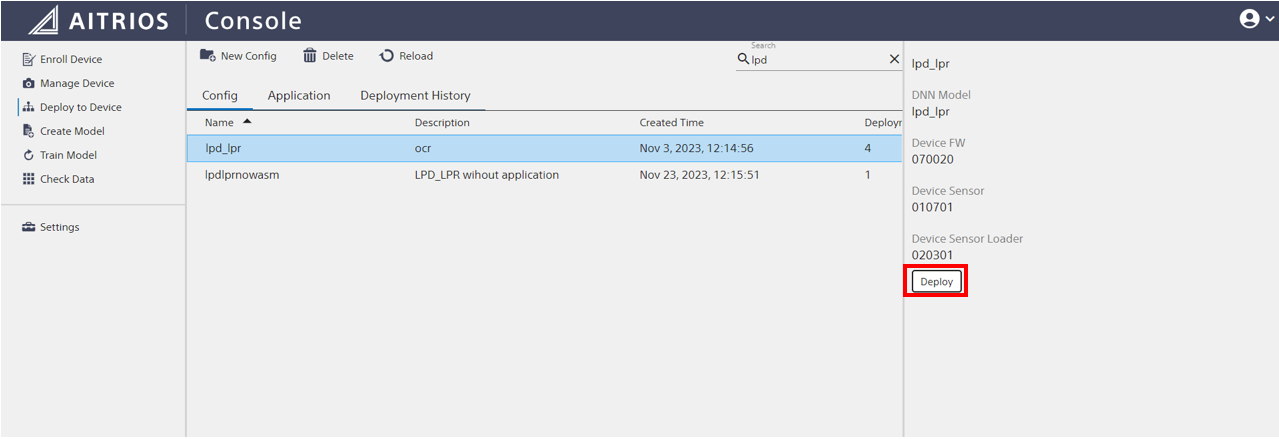 AITRIOS Console
Enroll Device
Manage Device
Deploy to Device
Create Model
Train Model
Check Data
Settings
New Config Delete Reload
Search
lpd
Config Application Deployment History
Name Description Created Time Deployr
lpd_lpr ocr Nov 3, 2023, 12:14:56 4
lpdlprnowasm LPD_LPR wihout application Nov 23, 2023, 12:15:51 1
lpd_lpr
DNN Model
lpd_lpr
Device FW
070020
Device Sensor
010701
Device Sensor Loader
020301
Deploy